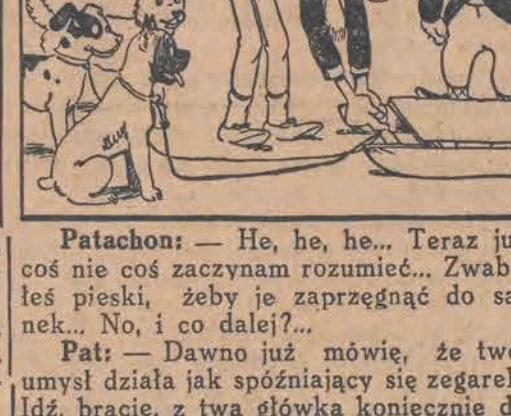 Patachon: — He, he, he... Teraz ju
coś nie coś zaczynam rozumieć... Zwab
łeś pieski, żeby je zaprzęgnąć do sa
nek... No, i co dalej?...
Pat: — Dawno już mówię, że two
umysł działa jak spóźniający się zegarek
Idź, bracie, z twą główką koniecznie d